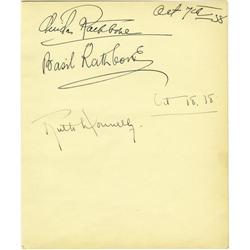 Ouida Rathbone Oct 7th 38
Basil Rathbone
Oct 18. 38
Ruth Donnelly.